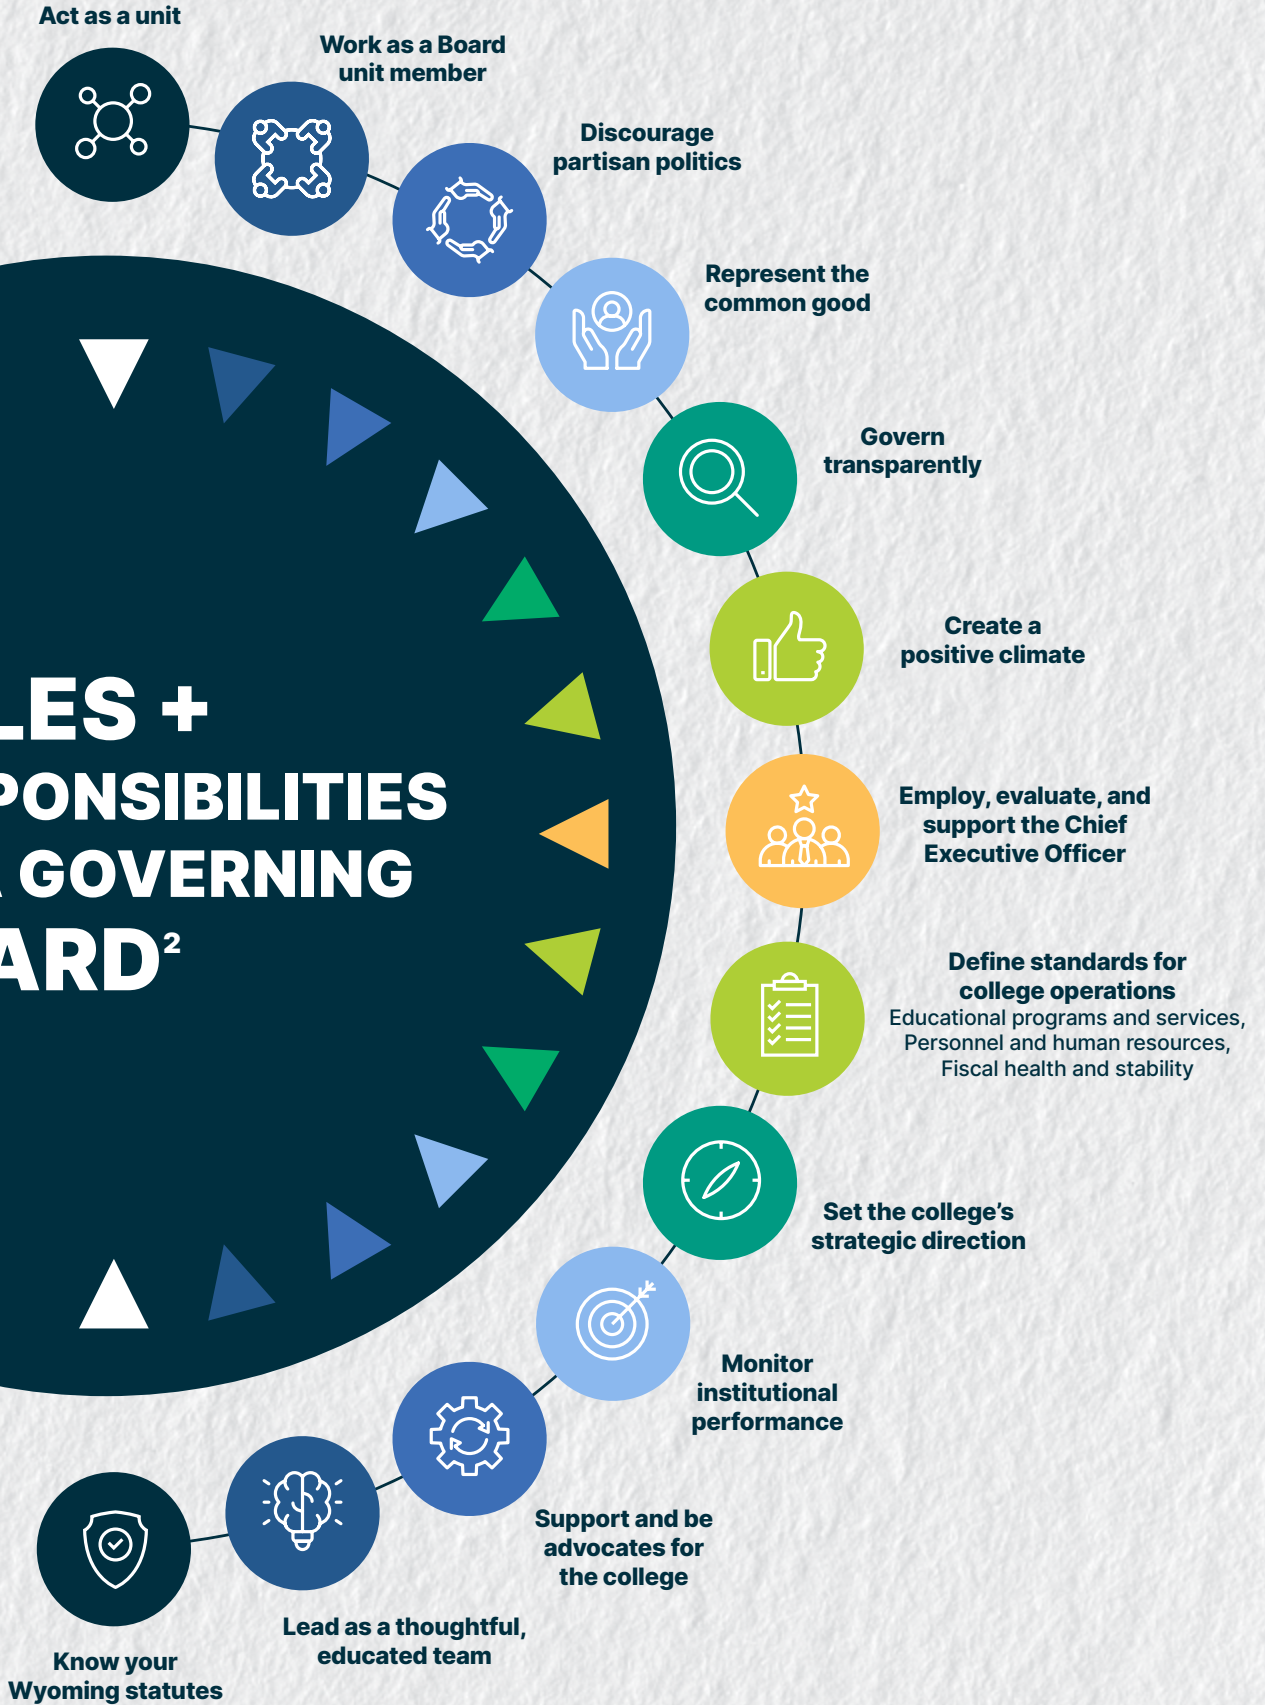 Act as a unit
Work as a Board
unit member
Discourage
partisan politics
Represent the
common good
Govern
transparently
Create a
positive climate
LES +
PONSIBILITIES
GOVERNING
ARD²
Employ, evaluate, and
support the Chief
Executive Officer
Define standards for
college operations
Educational programs and services,
Personnel and human resources,
Fiscal health and stability
Set the college’s
strategic direction
Monitor
institutional
performance
Support and be
advocates for
the college
Lead as a thoughtful,
educated team
Know your
Wyoming statutes